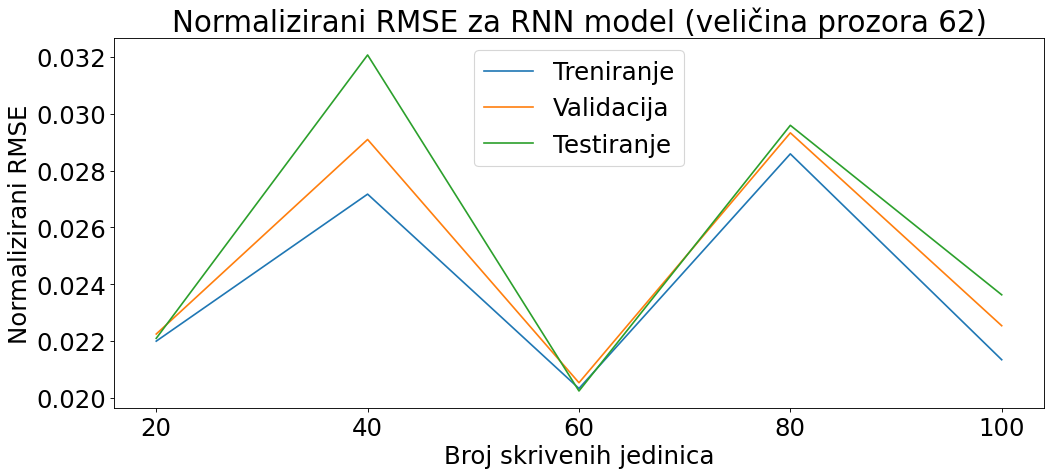 Normalizirani RMSE za RNN model (veličina prozora 62)
Normalizirani RMSE
0.032
0.030
0.028
0.026
0.024
0.022
0.020
Treniranje
Validacija
Testiranje
20 40 60 80 100
Broj skrivenih jedinica